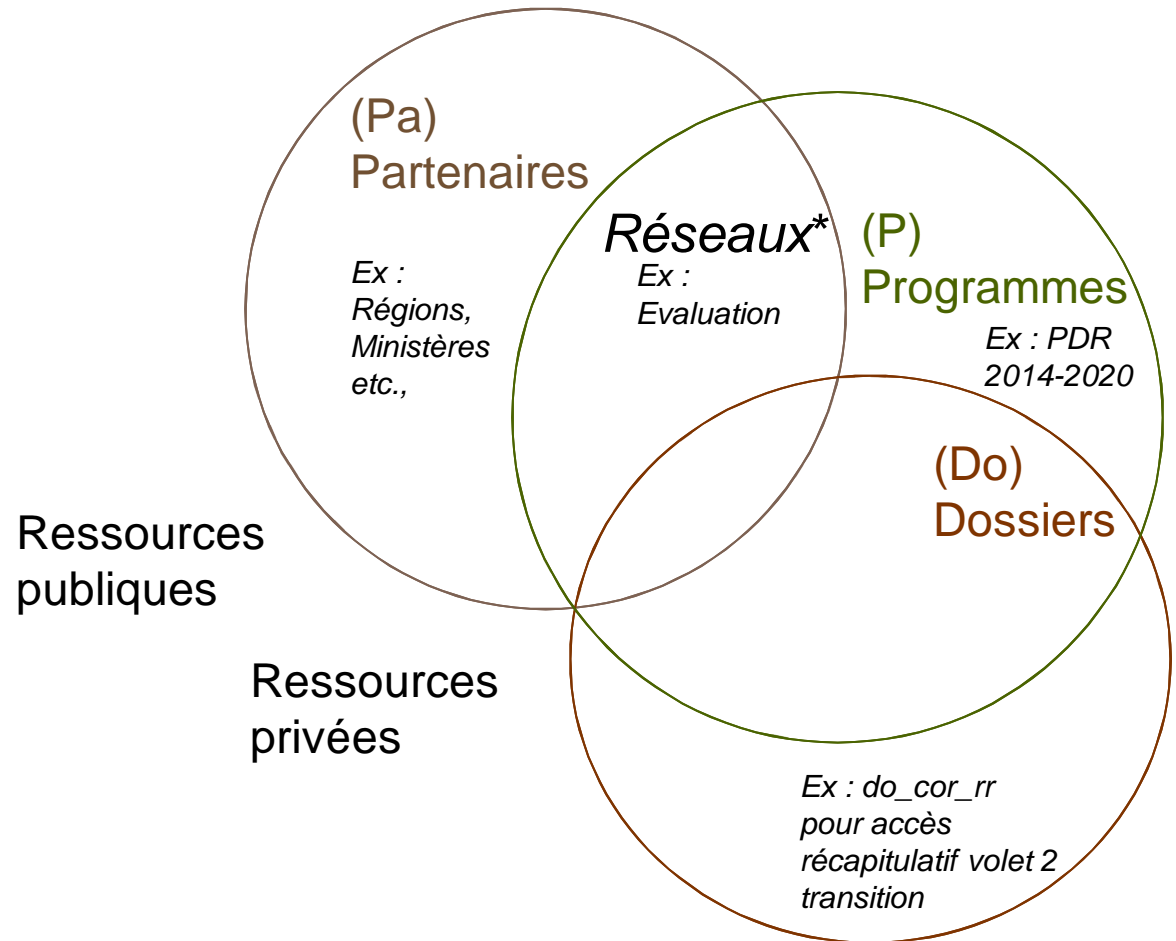 (Pa)
Partenaires
Ex :
Régions,
Ministères
etc.,
Réseaux*
Ex :
Evaluation
(P)
Programmes
Ex : PDR
2014-2020
(Do)
Dossiers
Ressources
publiques
Ressources
privées
Ex : do_cor_rr
pour accès
récapitulatif volet 2
transition